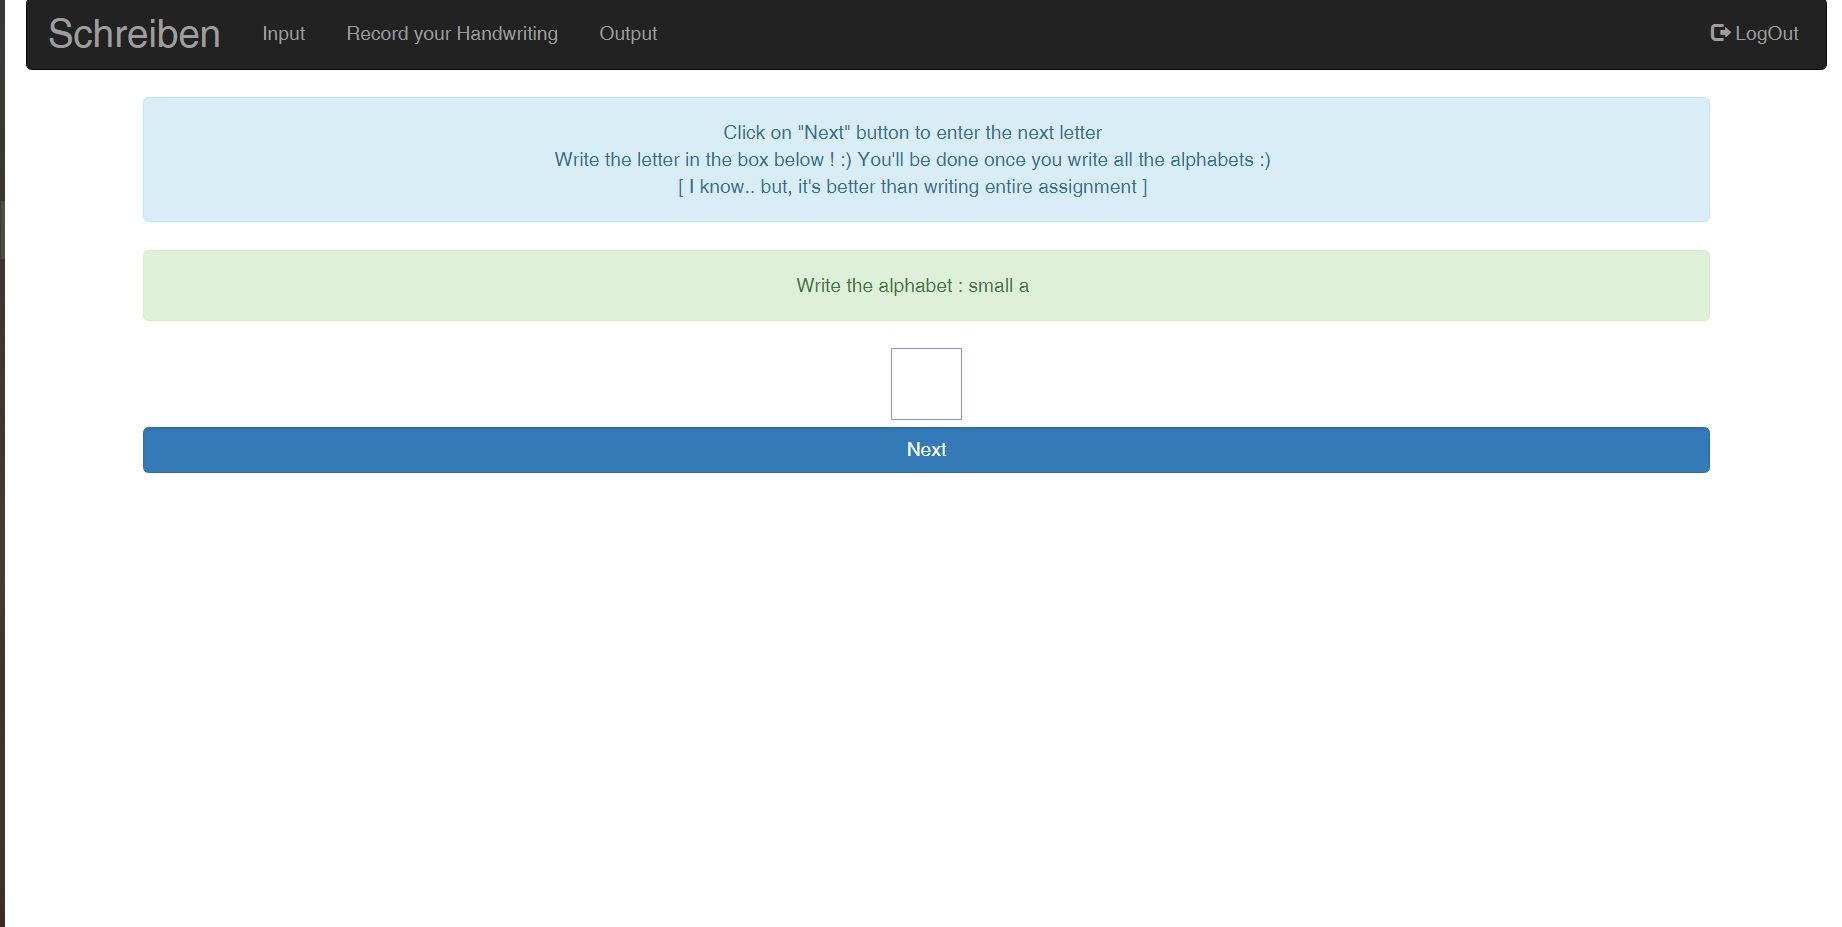 Schreiben Input Record your Handwriting Output LogOut
Click on "Next" button to enter the next letter
Write the letter in the box below ! :) You'll be done once you write all the alphabets :)
[ I know.. but, it's better than writing entire assignment ]
Write the alphabet : small a
Next